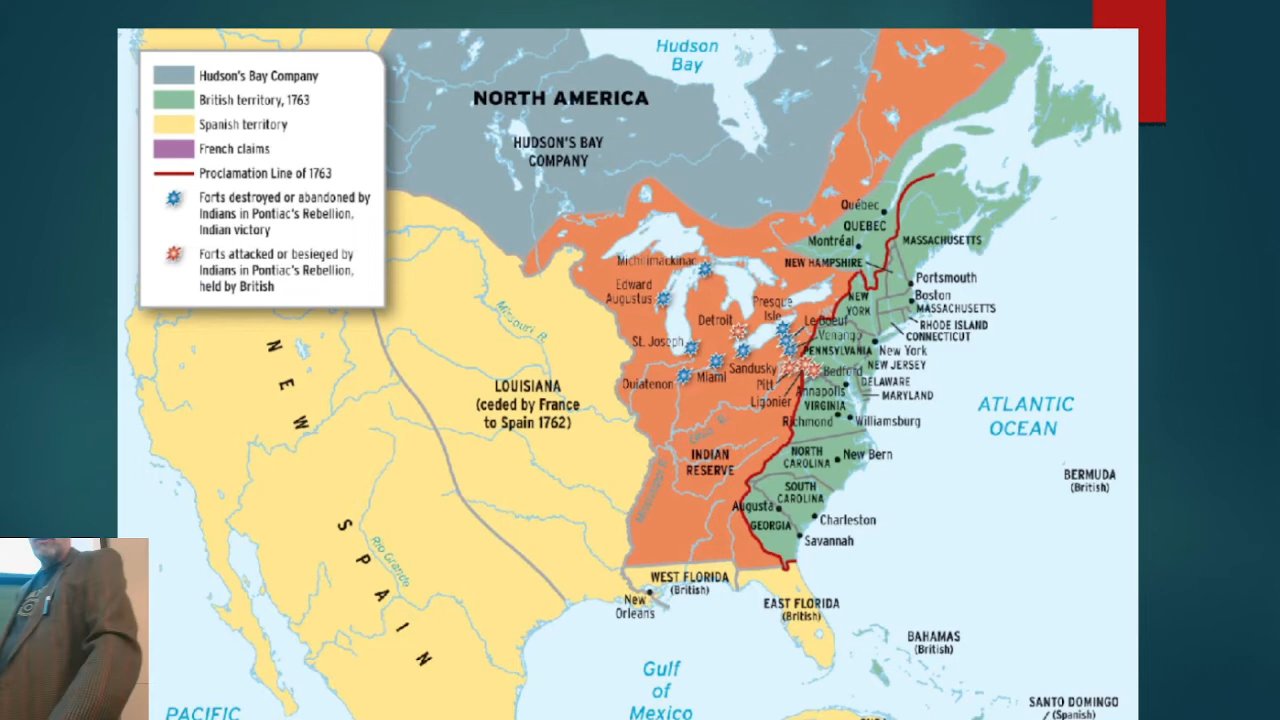 Hudson's Bay Company
British territory, 1763
Spanish territory
French claims
Proclamation Line of 1763
Forts destroyed or abandoned by
Indians in Pontiac's Rebellion,
Indian victory
Forts attacked or besieged by
Indians in Pontiac's Rebellion,
held by British
Hudson
Bay
NORTH AMERICA
HUDSON'S BAY
COMPANY
Québec
QUEBEC
Montréal
MASSACHUSETTS
NEW HAMPSHIRE
Michilimackinac
Edward
Augustus
Portsmouth
Boston
MASSACHUSETTS
NEW
YORK
RHODE ISLAND
CONNECTICUT
Presque
Isle
Le Boeuf
Venango
Detroit
St. Joseph
PENNSYLVANIA
New York
NEW JERSEY
Sandusky
Miami
Ouiatenon
Pitt
Bedford
Ligonier
DELAWARE
Annapolis
MARYLAND
VIRGINIA
Richmond
Williamsburg
Missouri R.
LOUISIANA
(ceded by France
to Spain 1762)
Ohio R.
Mississippi R.
INDIAN
RESERVE
NORTH
CAROLINA
New Bern
SOUTH
CAROLINA
Augusta
GEORGIA
Charleston
Savannah
ATLANTIC
OCEAN
BERMUDA
(British)
NEW SPAIN
Rio Grande
WEST FLORIDA
(British)
New
Orleans
EAST FLORIDA
(British)
BAHAMAS
(British)
Gulf
of
Mexico
PACIFIC
SANTO DOMINGO
(Spanish)